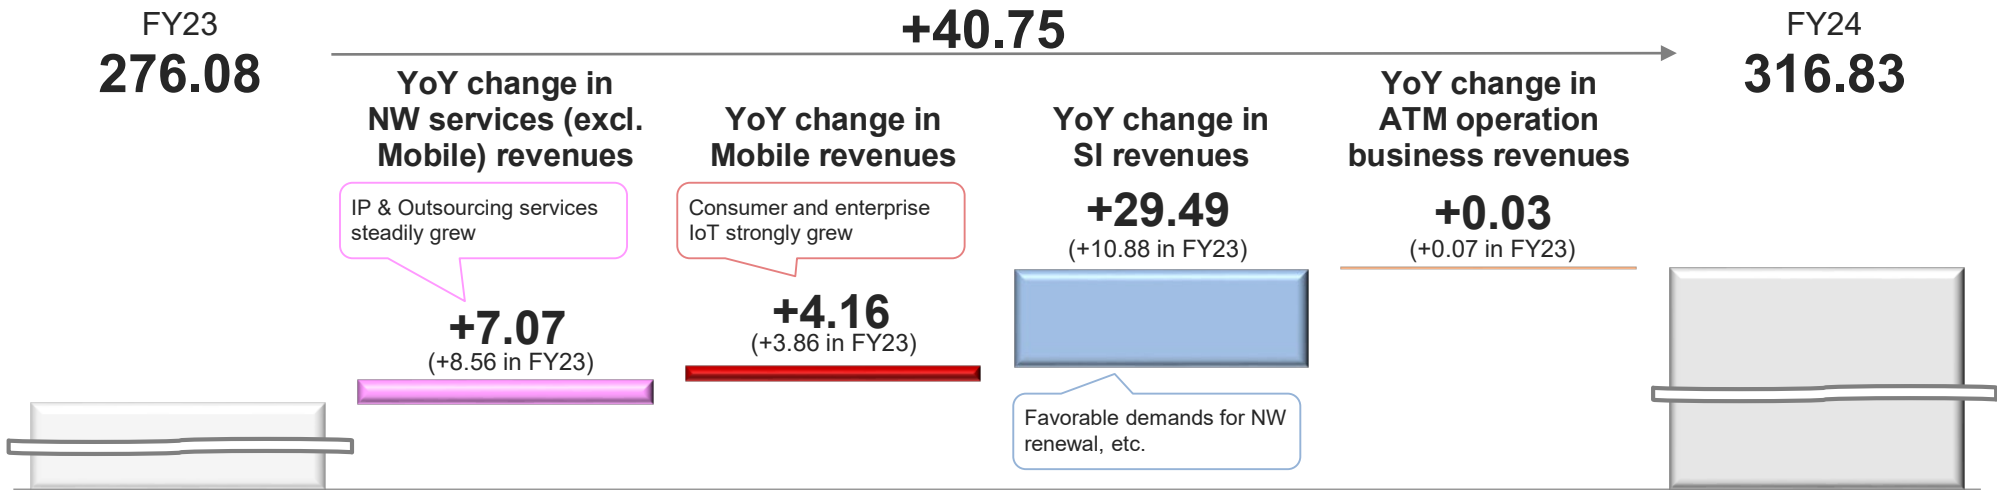 FY23
276.08
+40.75
FY24
316.83
YoY change in
NW services (excl.
Mobile) revenues
IP & Outsourcing services
steadily grew
+7.07
(+8.56 in FY23)
YoY change in
Mobile revenues
Consumer and enterprise
IoT strongly grew
+4.16
(+3.86 in FY23)
YoY change in
SI revenues
+29.49
(+10.88 in FY23)
Favorable demands for NW
renewal, etc.
YoY change in
ATM operation
business revenues
+0.03
(+0.07 in FY23)